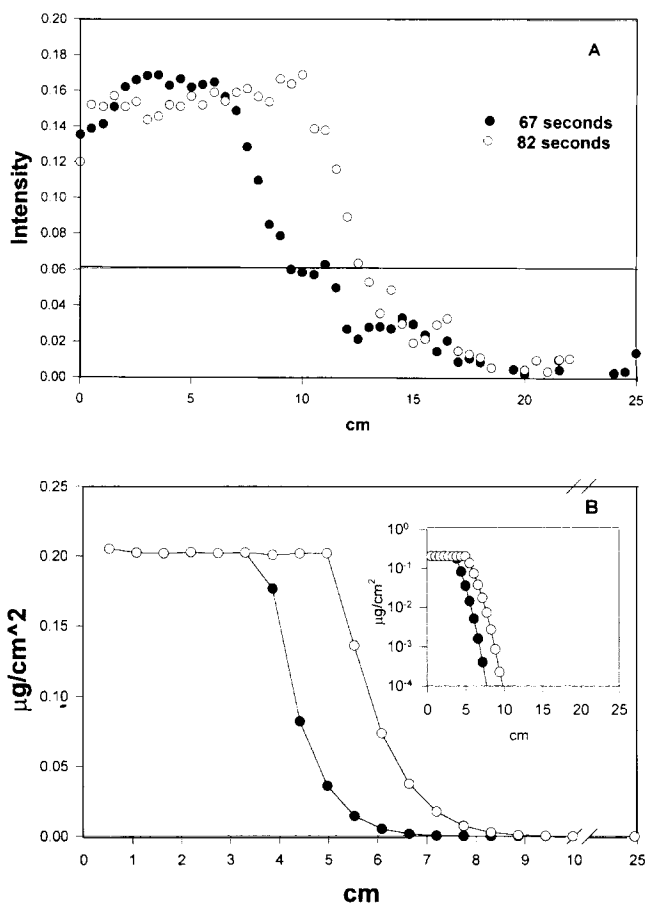 A
0.20
0.18
0.16
0.14
0.12
0.10
0.08
0.06
0.04
0.02
0.00
Intensity
67 seconds
82 seconds
0 5 10 15 20 25
cm
B
0.25
0.20
0.15
0.10
0.05
0.00
µg/cm^2
10⁰
10⁻¹
10⁻²
10⁻³
10⁻⁴
µg/cm²
0 5 10 15 20 25
cm
0 1 2 3 4 5 6 7 8 9 10 25
cm